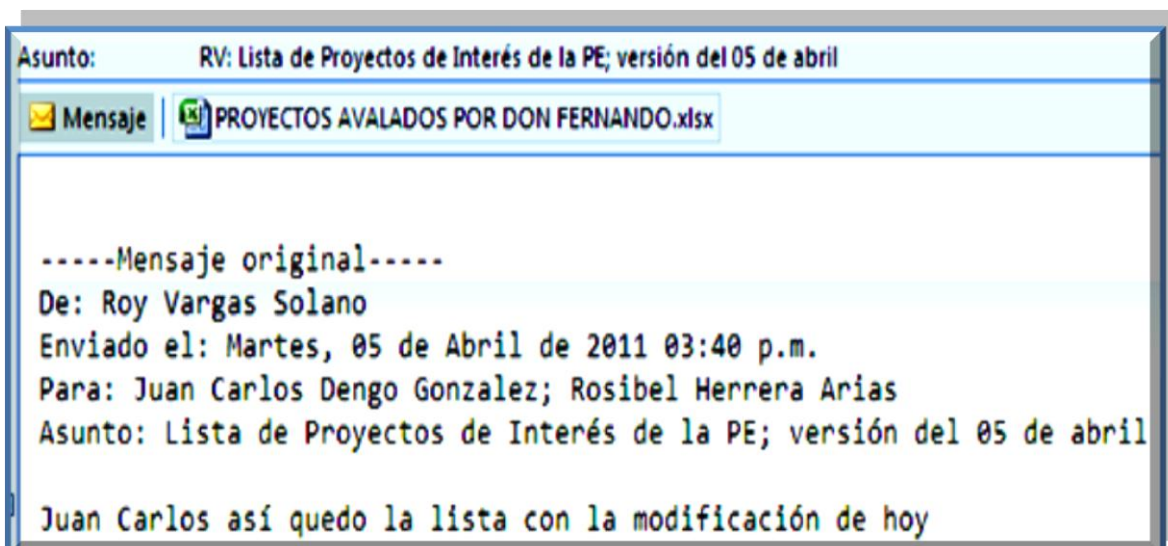 Asunto: RV: Lista de Proyectos de Interés de la PE; versión del 05 de abril
Mensaje PROYECTOS AVALADOS POR DON FERNANDO.xlsx
-----Mensaje original-----
De: Roy Vargas Solano
Enviado el: Martes, 05 de Abril de 2011 03:40 p.m.
Para: Juan Carlos Dengo Gonzalez; Rosibel Herrera Arias
Asunto: Lista de Proyectos de Interés de la PE; versión del 05 de abril
Juan Carlos así quedo la lista con la modificación de hoy